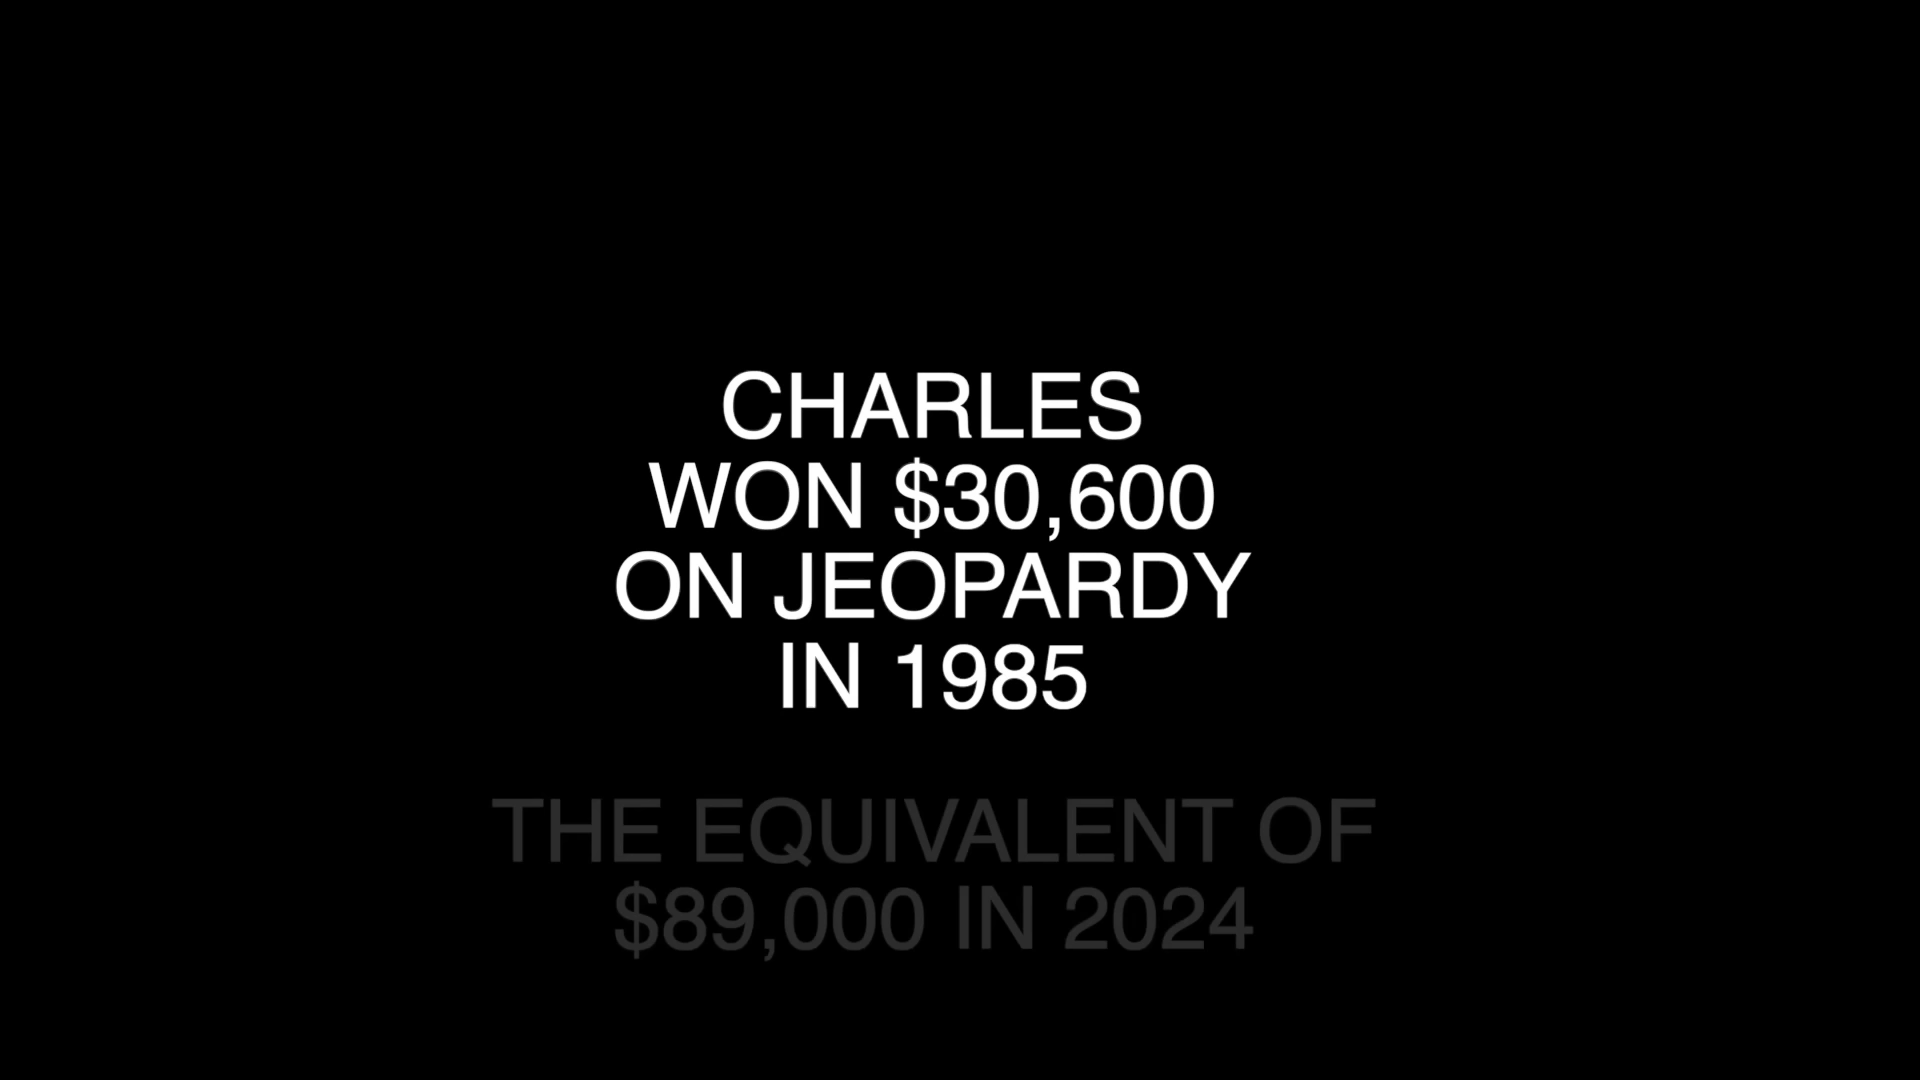 CHARLES
WON $30,600
ON JEOPARDY
IN 1985
THE EQUIVALENT OF
$89,000 IN 2024